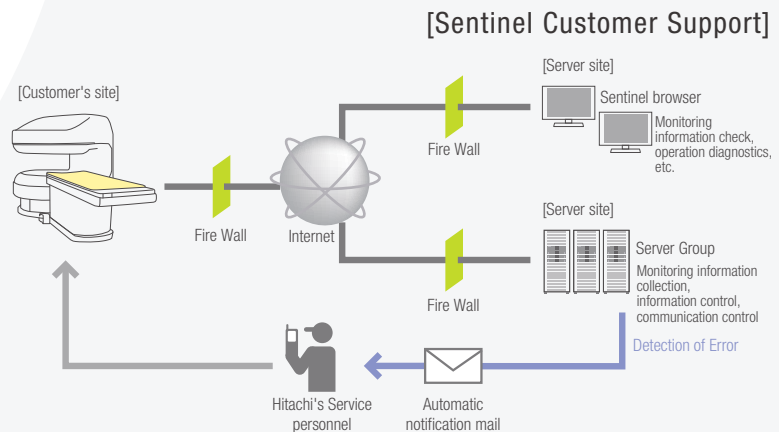 [Sentinel Customer Support]
[Customer's site]
Fire Wall
Internet
Fire Wall
[Server site]
Sentinel browser
Monitoring
information check,
operation diagnostics,
etc.
Fire Wall
[Server site]
Server Group
Monitoring information
collection,
information control,
communication control
Detection of Error
Automatic
notification mail
Hitachi's Service
personnel